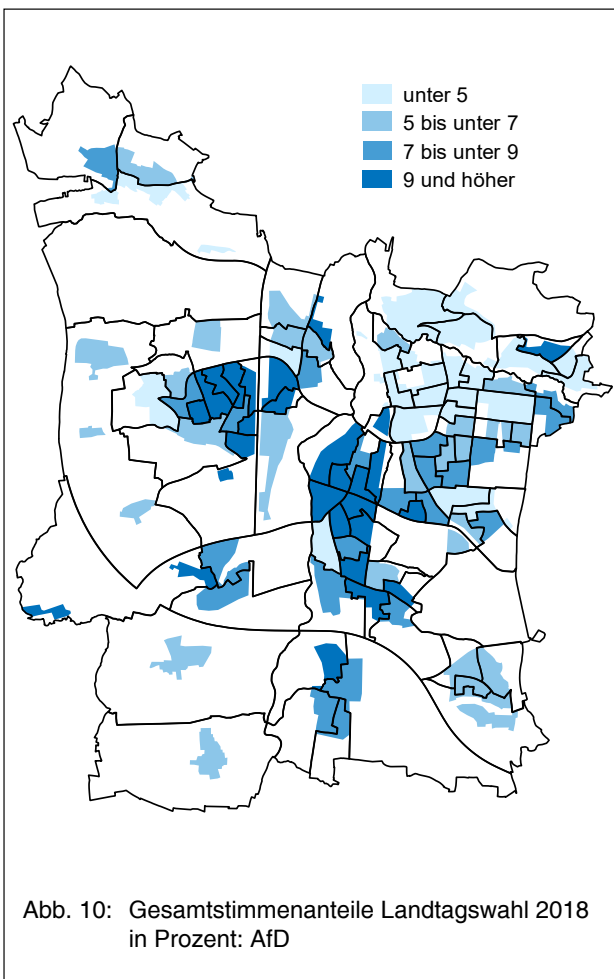 unter 5
5 bis unter 7
7 bis unter 9
9 und höher
Abb. 10: Gesamtstimmenanteile Landtagswahl 2018
in Prozent: AfD